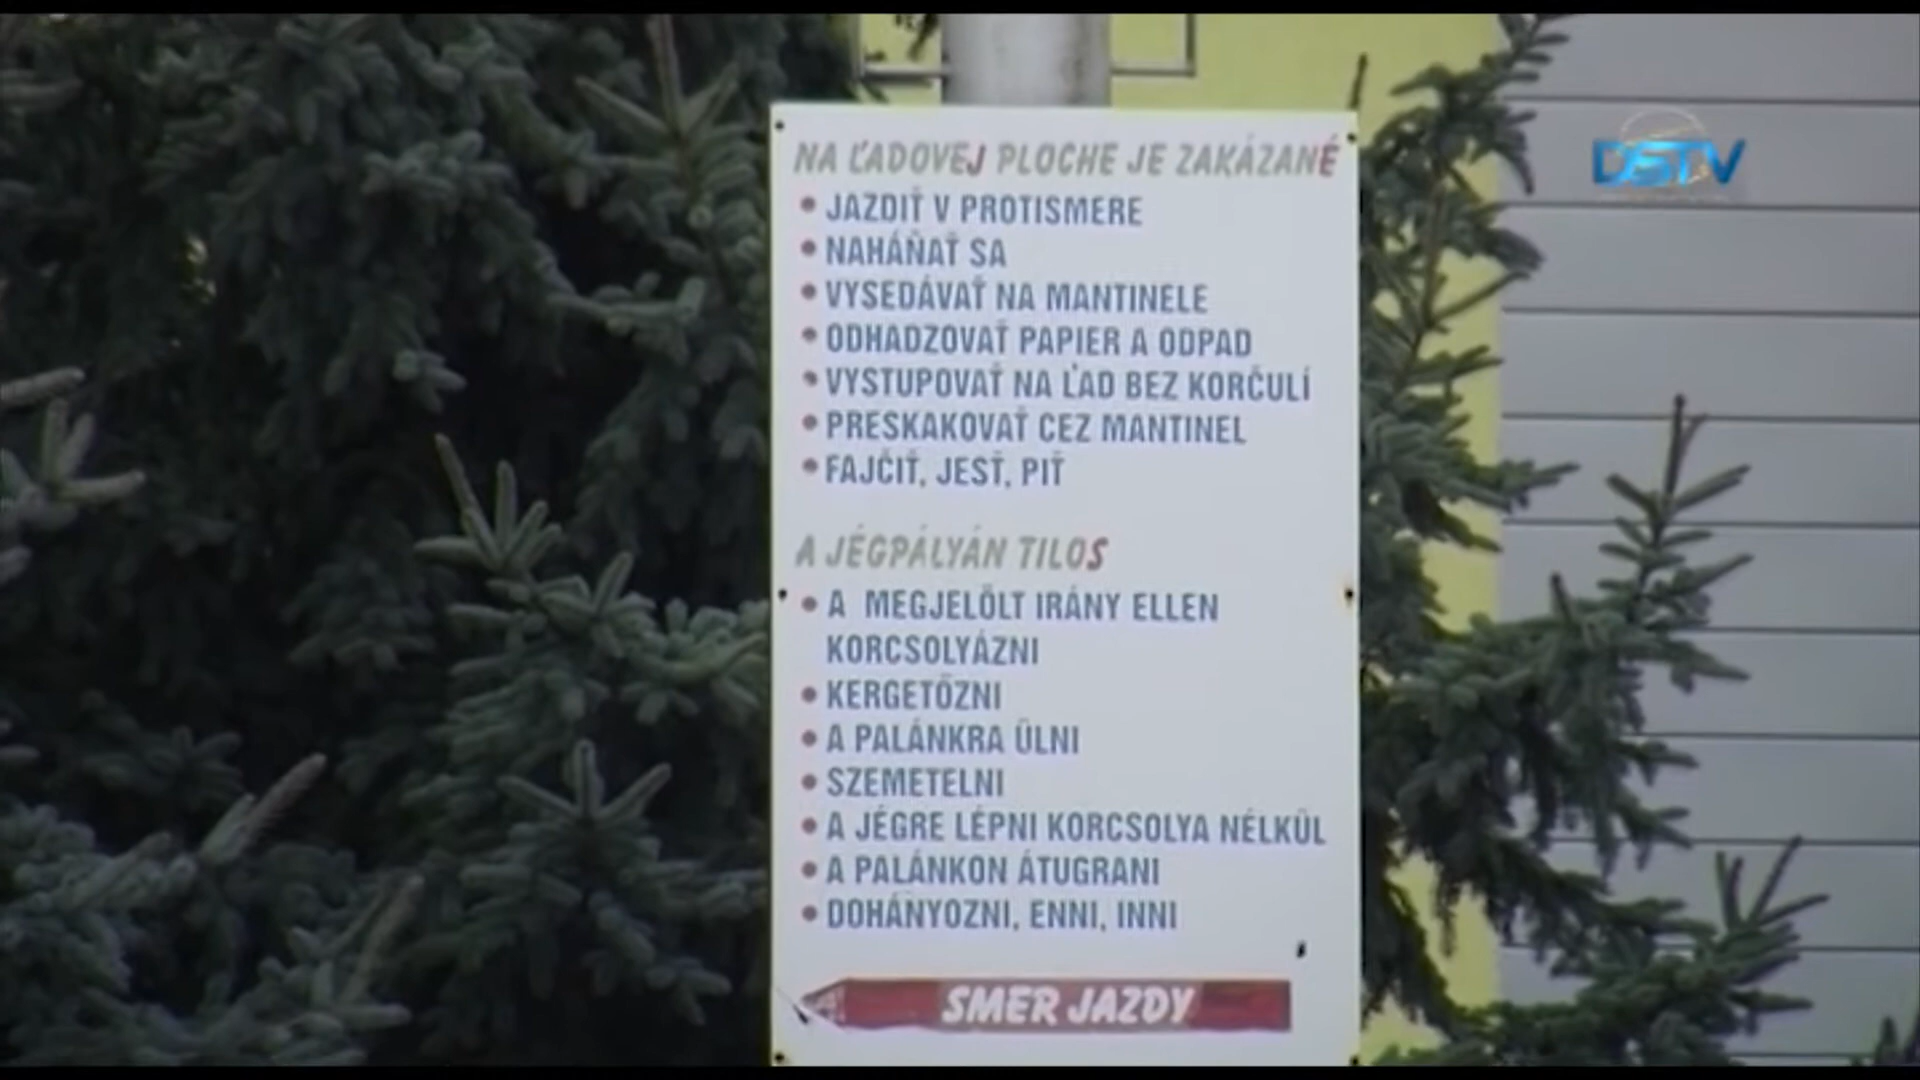 NA ĽADOVEJ PLOCHE JE ZAKÁZANÉ
• JAZDIŤ V PROTISMERE
• NAHÁŇAŤ SA
• VYSEDÁVAŤ NA MANTINELE
• ODHADZOVAŤ PAPIER A ODPAD
• VYSTUPOVAŤ NA ĽAD BEZ KORČULÍ
• PRESKAKOVAŤ CEZ MANTINEL
• FAJČIŤ, JESŤ, PIŤ
A JÉGPÁLYÁN TILOS
• A MEGJELÖLT IRÁNY ELLEN
KORCSOLYÁZNI
• KERGETŐZNI
• A PALÁNKRA ÜLNI
• SZEMETELNI
• A JÉGRE LÉPNI KORCSOLYA NÉLKÜL
• A PALÁNKON ÁTUGRANI
• DOHÁNYOZNI, ENNI, INNI
SMER JAZDY
DSTV